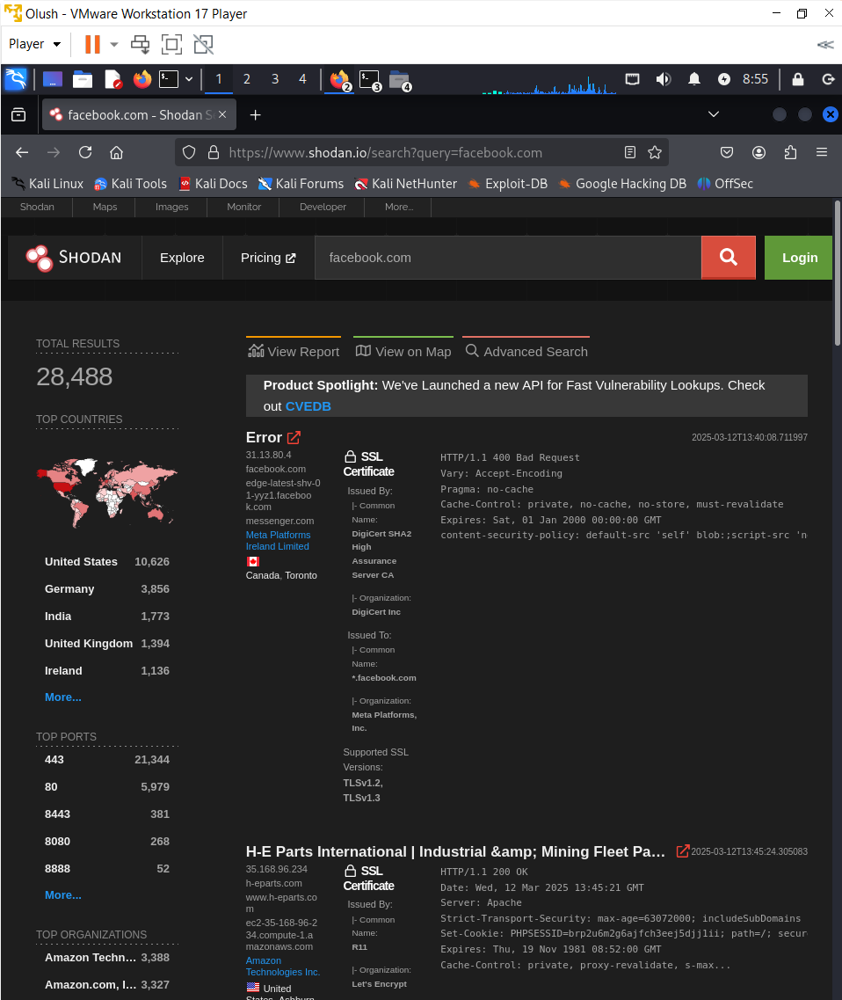 Olush - VMware Workstation 17 Player
Player
1 2 3 4 2 3 4 8:55
facebook.com - Shodan S
https://www.shodan.io/search?query=facebook.com
Kali Linux Kali Tools Kali Docs Kali Forums Kali NetHunter Exploit-DB Google Hacking DB OffSec
Shodan Maps Images Monitor Developer More...
SHODAN Explore Pricing facebook.com Login
TOTAL RESULTS
28,488
TOP COUNTRIES
United States 10,626
Germany 3,856
India 1,773
United Kingdom 1,394
Ireland 1,136
More...
TOP PORTS
443 21,344
80 5,979
8443 381
8080 268
8888 52
More...
TOP ORGANIZATIONS
Amazon Techn... 3,388
Amazon.com, I... 3,327
View Report View on Map Advanced Search
Product Spotlight: We've Launched a new API for Fast Vulnerability Lookups. Check
out CVEDB
Error 2025-03-12T13:40:08.711997
31.13.80.4
facebook.com
edge-latest-shv-0
1-yyz1.faceboo
k.com
messenger.com
Meta Platforms
Ireland Limited
Canada, Toronto
SSL
Certificate
Issued By:
|- Common
Name:
DigiCert SHA2
High
Assurance
Server CA
|- Organization:
DigiCert Inc
Issued To:
|- Common
Name:
*.facebook.com
|- Organization:
Meta Platforms,
Inc.
Supported SSL
Versions:
TLSv1.2,
TLSv1.3
HTTP/1.1 400 Bad Request
Vary: Accept-Encoding
Pragma: no-cache
Cache-Control: private, no-cache, no-store, must-revalidate
Expires: Sat, 01 Jan 2000 00:00:00 GMT
content-security-policy: default-src 'self' blob:;script-src 'n
H-E Parts International | Industrial &amp; Mining Fleet Pa... 2025-03-12T13:45:24.305083
35.168.96.234
h-eparts.com
www.h-eparts.co
m
ec2-35-168-96-2
34.compute-1.a
mazonaws.com
Amazon
Technologies Inc.
United
States, Ashburn
SSL
Certificate
Issued By:
|- Common
Name:
R11
|- Organization:
Let's Encrypt
HTTP/1.1 200 OK
Date: Wed, 12 Mar 2025 13:45:21 GMT
Server: Apache
Strict-Transport-Security: max-age=63072000; includeSubDomains
Set-Cookie: PHPSESSID=brp2u6m2g6ajfch3eej5djj1ii; path=/; secur
Expires: Thu, 19 Nov 1981 08:52:00 GMT
Cache-Control: private, proxy-revalidate, s-max...